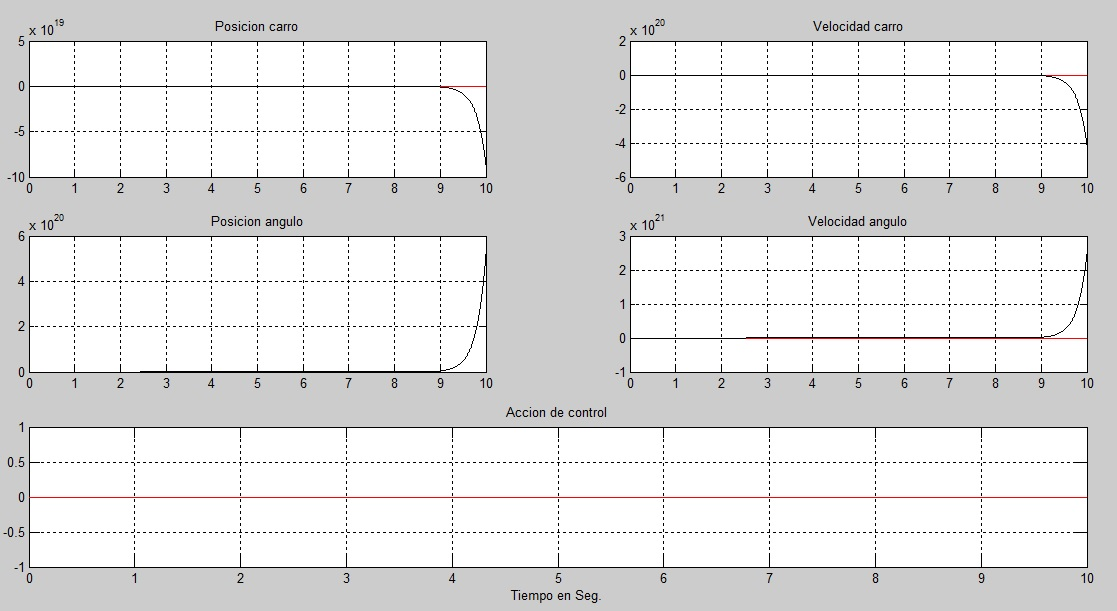 Posicion carro
x 10^19
5
0
-5
-10
0 1 2 3 4 5 6 7 8 9 10
Velocidad carro
x 10^20
2
0
-2
-4
-6
0 1 2 3 4 5 6 7 8 9 10
Posicion angulo
x 10^20
6
4
2
0
0 1 2 3 4 5 6 7 8 9 10
Velocidad angulo
x 10^21
3
2
1
0
-1
0 1 2 3 4 5 6 7 8 9 10
Accion de control
1
0.5
0
-0.5
-1
0 1 2 3 4 5 6 7 8 9 10
Tiempo en Seg.